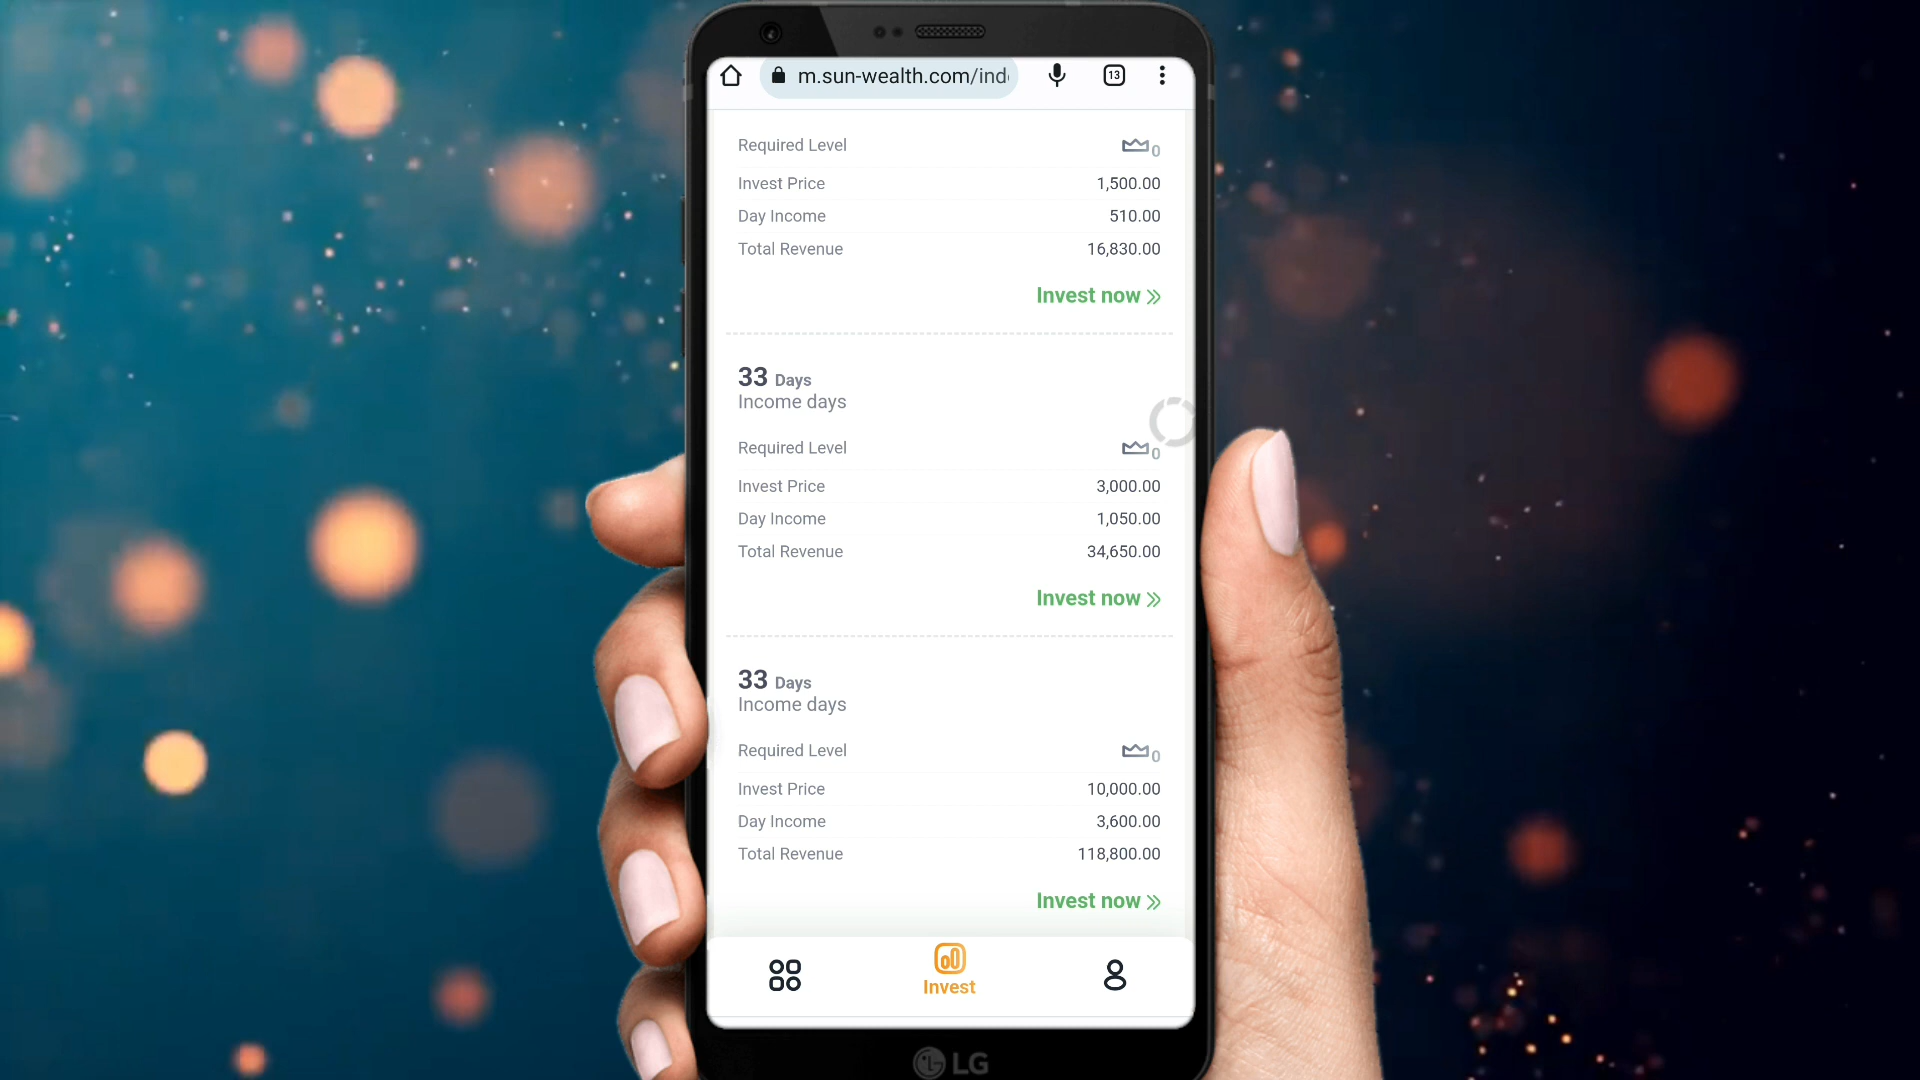 m.sun-wealth.com/ind
13
Required Level 0
Invest Price 1,500.00
Day Income 510.00
Total Revenue 16,830.00
Invest now
33 Days
Income days
Required Level 0
Invest Price 3,000.00
Day Income 1,050.00
Total Revenue 34,650.00
Invest now
33 Days
Income days
Required Level 0
Invest Price 10,000.00
Day Income 3,600.00
Total Revenue 118,800.00
Invest now
Invest
LG